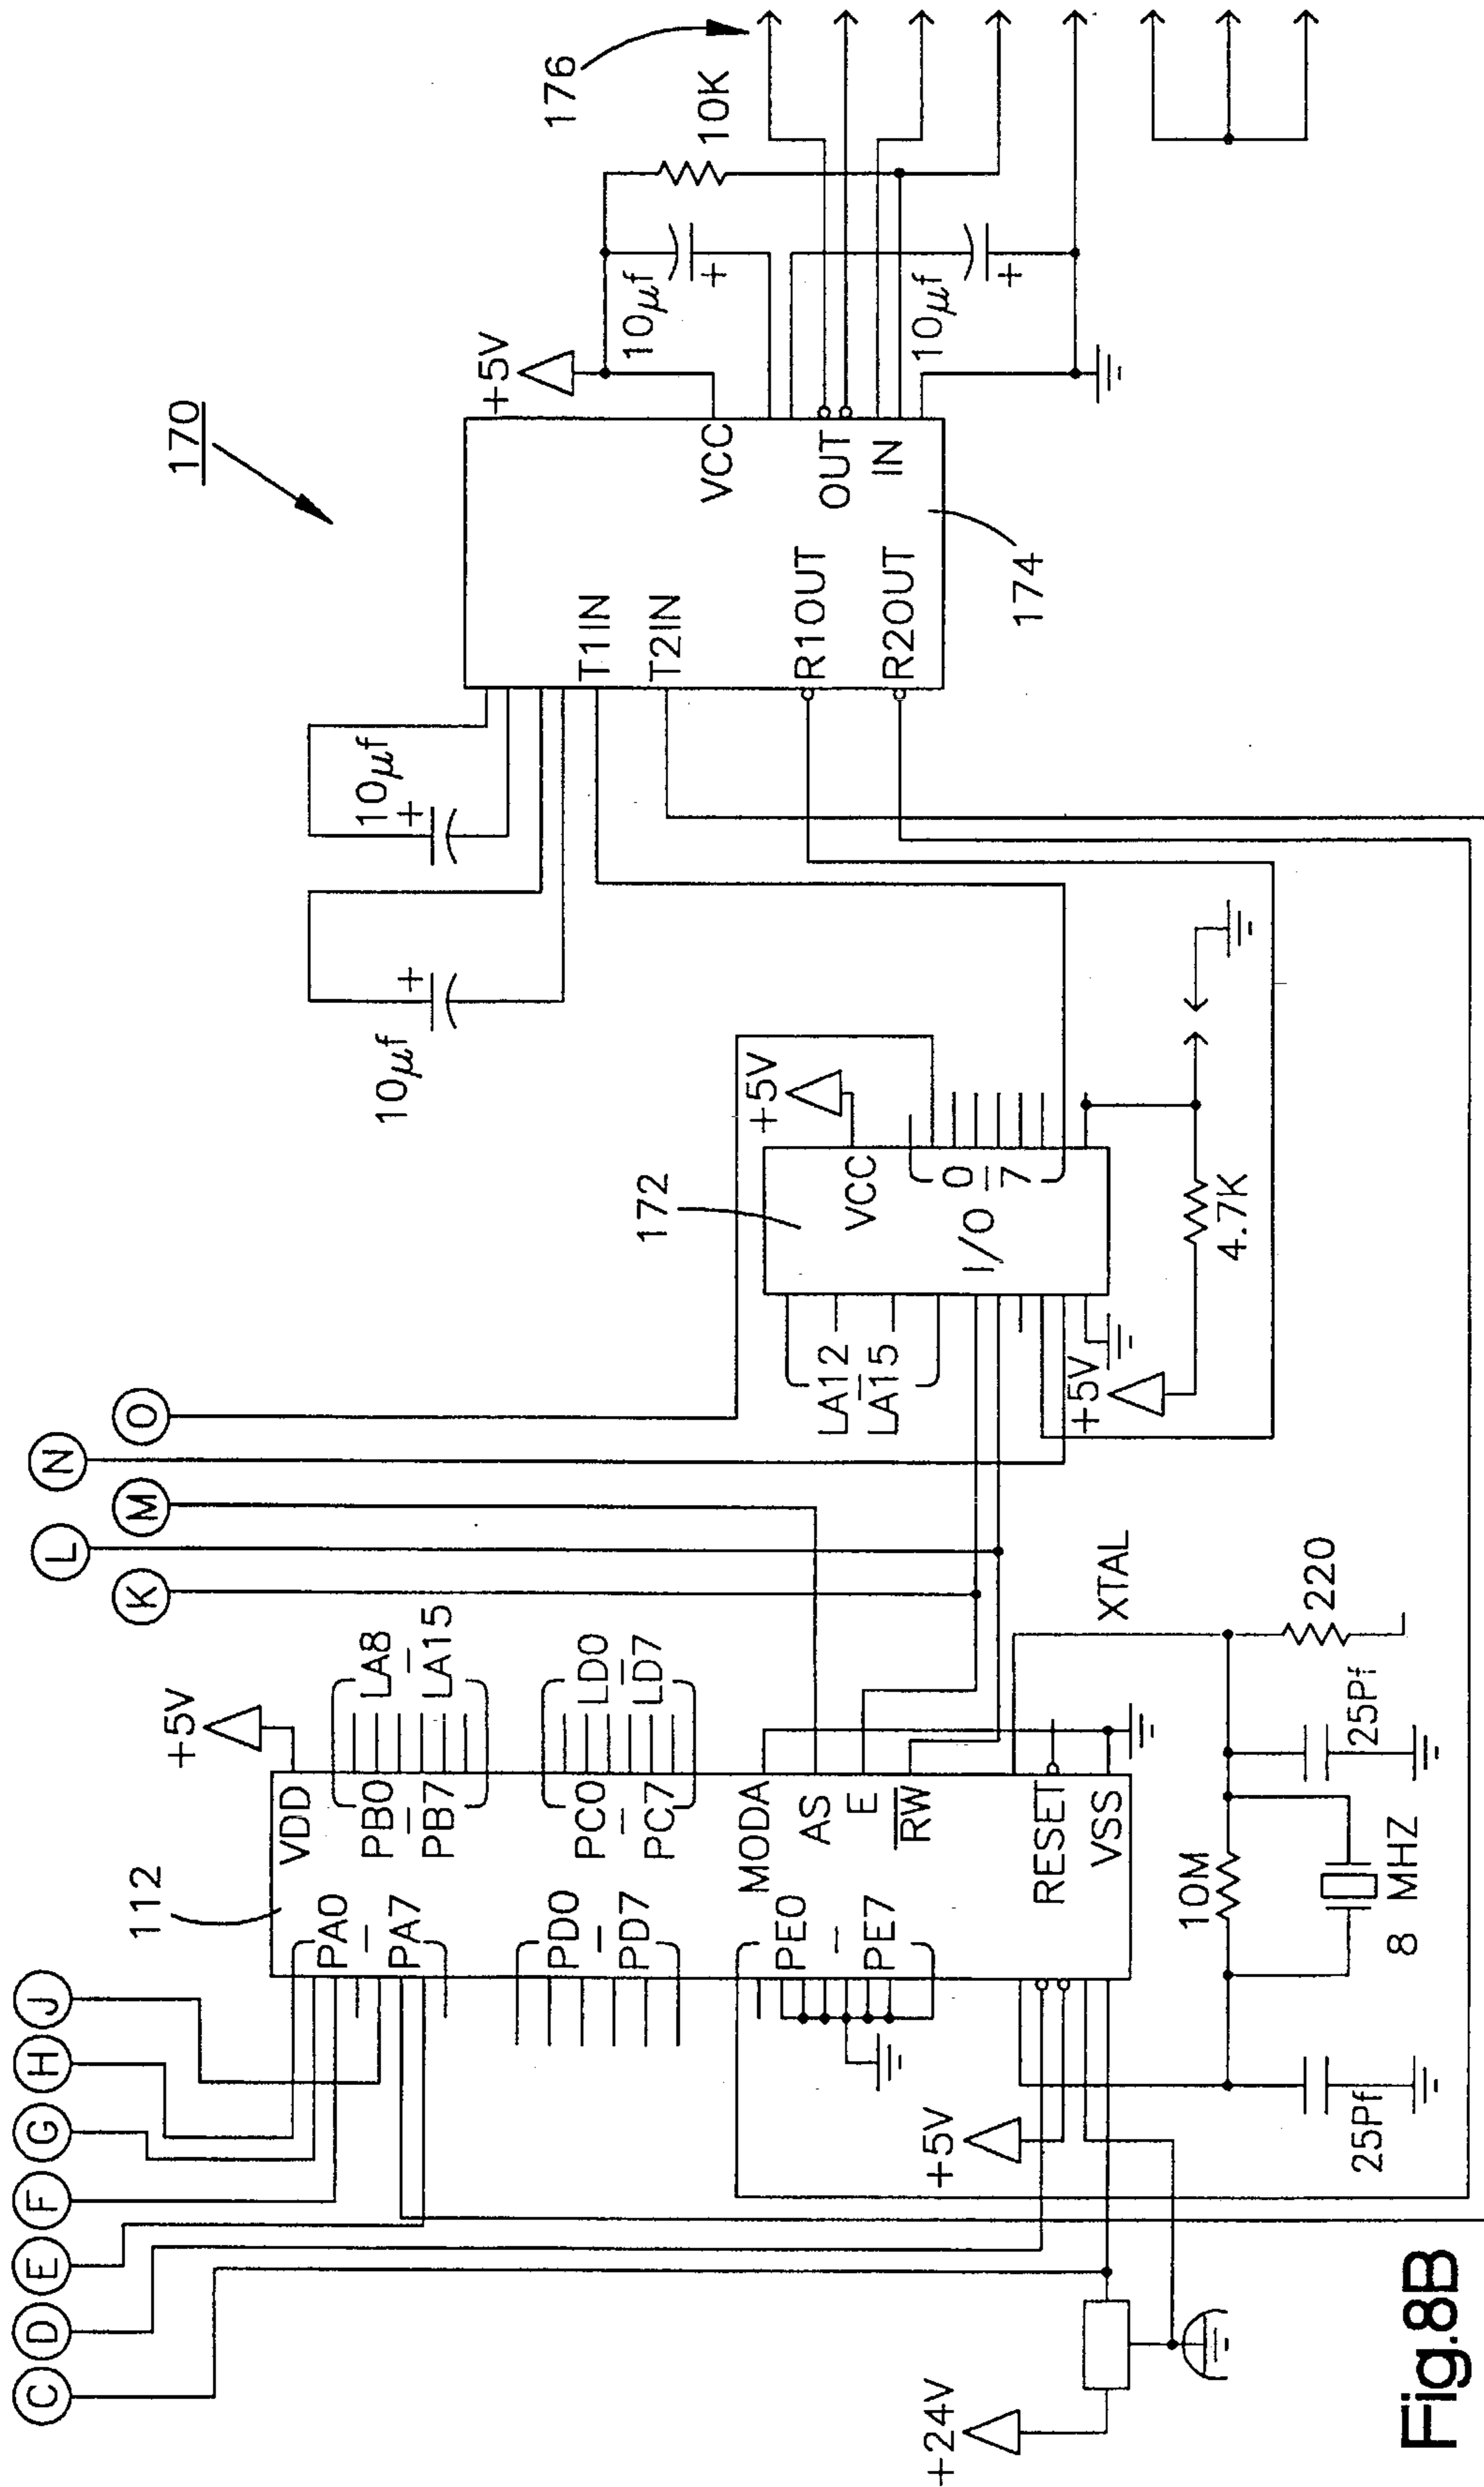 C
D
E
F
G
H
J
K
L
M
N
O
170
176
112
172
174
+24V
+5V
PA0
–
PA7
PD0
–
PD7
PE0
–
PE7
VDD
PB0
–
PB7
PC0
–
PC7
MODA
AS
E
RW
RESET
VSS
+5V
LA8
–
LA15
LD0
–
LD7
XTAL
25Pf
10M
8 MHZ
25Pf
220
LA12
–
LA15
VCC
I/O
0
–
7
+5V
+5V
4.7K
10µf
+
10µf
+
T1IN
T2IN
R1OUT
R2OUT
VCC
OUT
IN
+5V
10µf
+
10µf
+
10K
Fig.8B